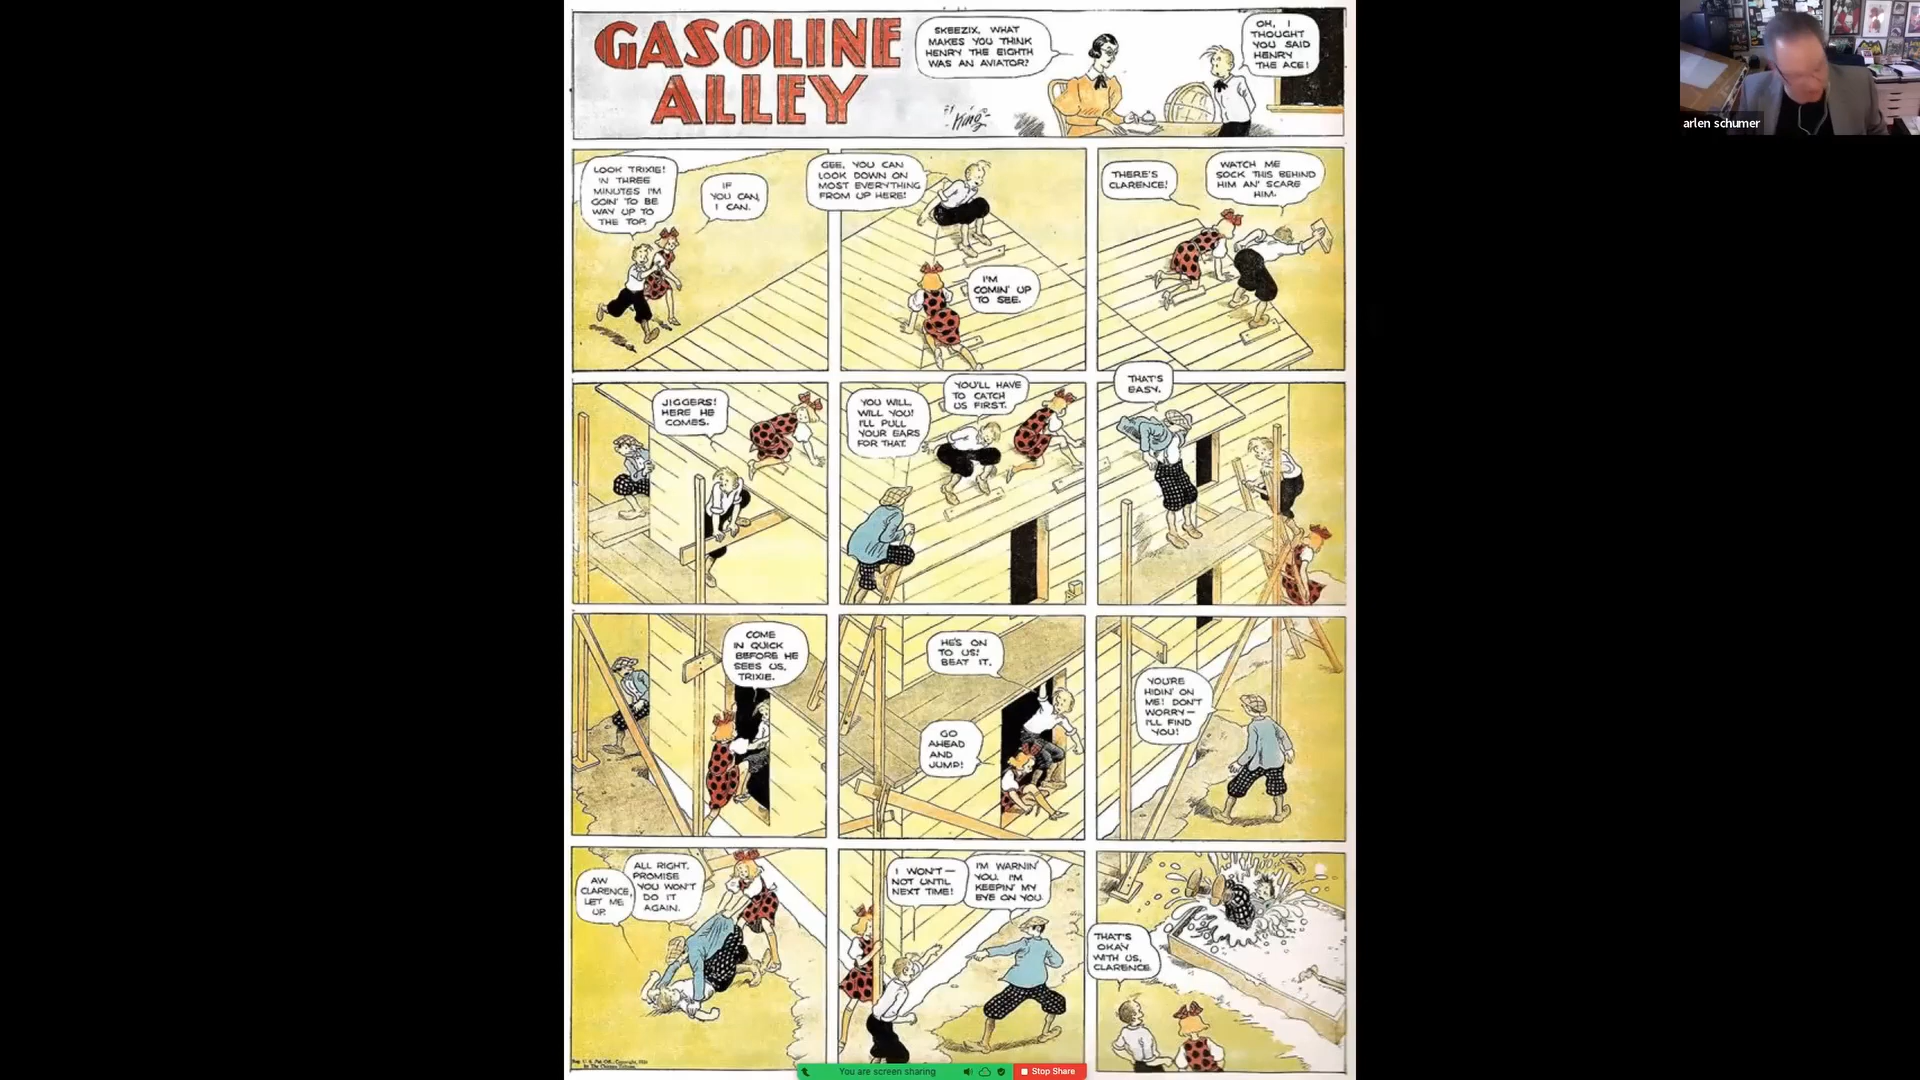 GASOLINE
ALLEY
SKEEZIX, WHAT
MAKES YOU THINK
HENRY THE EIGHTH
WAS AN AVIATOR?
OH, I
THOUGHT
YOU SAID
HENRY
THE ACE!
King
arlen schumer
LOOK TRIXIE!
IN THREE
MINUTES I'M
GOIN' TO BE
WAY UP TO
THE TOP.
IF
YOU CAN,
I CAN.
GEE, YOU CAN
LOOK DOWN ON
MOST EVERYTHING
FROM UP HERE!
I'M
COMIN' UP
TO SEE.
THERE'S
CLARENCE!
WATCH ME
SOCK THIS BEHIND
HIM AN' SCARE
HIM.
JIGGERS!
HERE HE
COMES.
YOU WILL,
WILL YOU!
I'LL PULL
YOUR EARS
FOR THAT.
YOU'LL HAVE
TO CATCH
US FIRST.
THAT'S
EASY.
COME
IN QUICK
BEFORE HE
SEES US,
TRIXIE.
HE'S ON
TO US!
BEAT IT.
GO
AHEAD
AND
JUMP!
YOU'RE
HIDIN' ON
ME! DON'T
WORRY—
I'LL FIND
YOU!
AW
CLARENCE,
LET ME
UP.
ALL RIGHT,
PROMISE
YOU WON'T
DO IT
AGAIN.
I WON'T—
NOT UNTIL
NEXT TIME!
I'M WARNIN'
YOU. I'M
KEEPIN' MY
EYE ON YOU.
THAT'S
OKAY
WITH US,
CLARENCE.
You are screen sharing
Stop Share